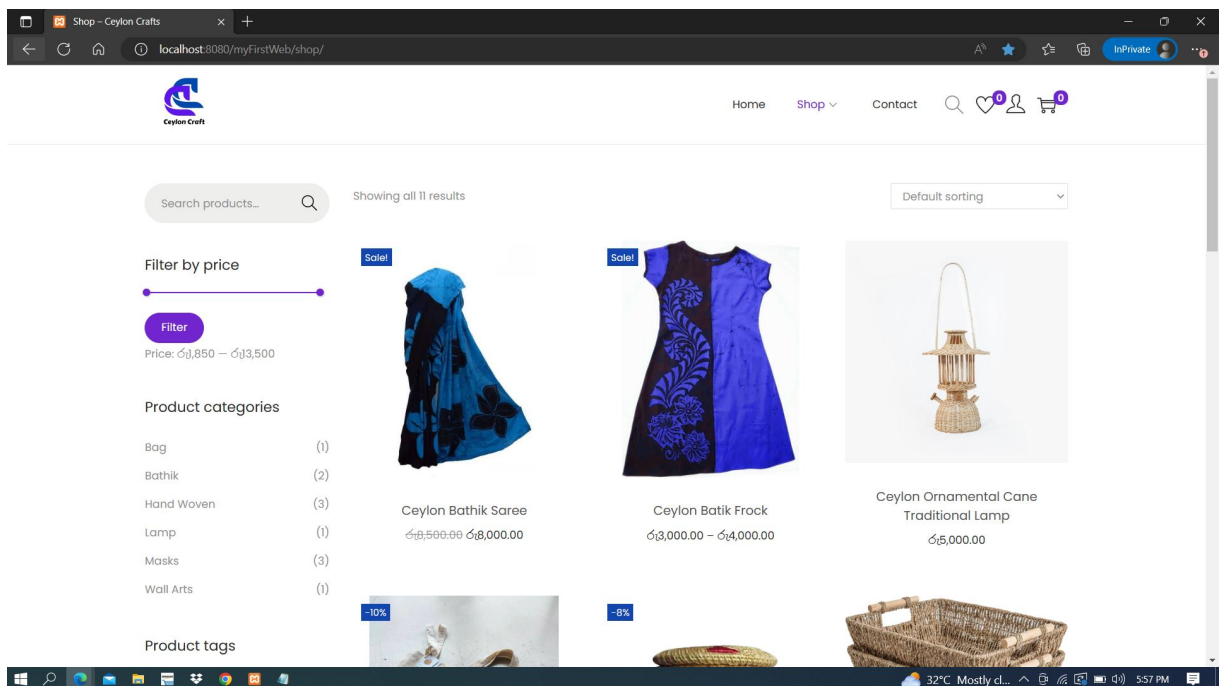 Shop – Ceylon Crafts
localhost:8080/myFirstWeb/shop/
InPrivate
Ceylon Craft
Home
Shop
Contact
0
0
Search products…
Showing all 11 results
Default sorting
Filter by price
Filter
Price: රු1,850 — රු13,500
Product categories
Bag (1)
Bathik (2)
Hand Woven (3)
Lamp (1)
Masks (3)
Wall Arts (1)
Product tags
Sale!
Sale!
Ceylon Bathik Saree
රු8,500.00 රු8,000.00
Ceylon Batik Frock
රු3,000.00 – රු4,000.00
Ceylon Ornamental Cane
Traditional Lamp
රු5,000.00
-10%
-8%
32°C Mostly cl...
5:57 PM